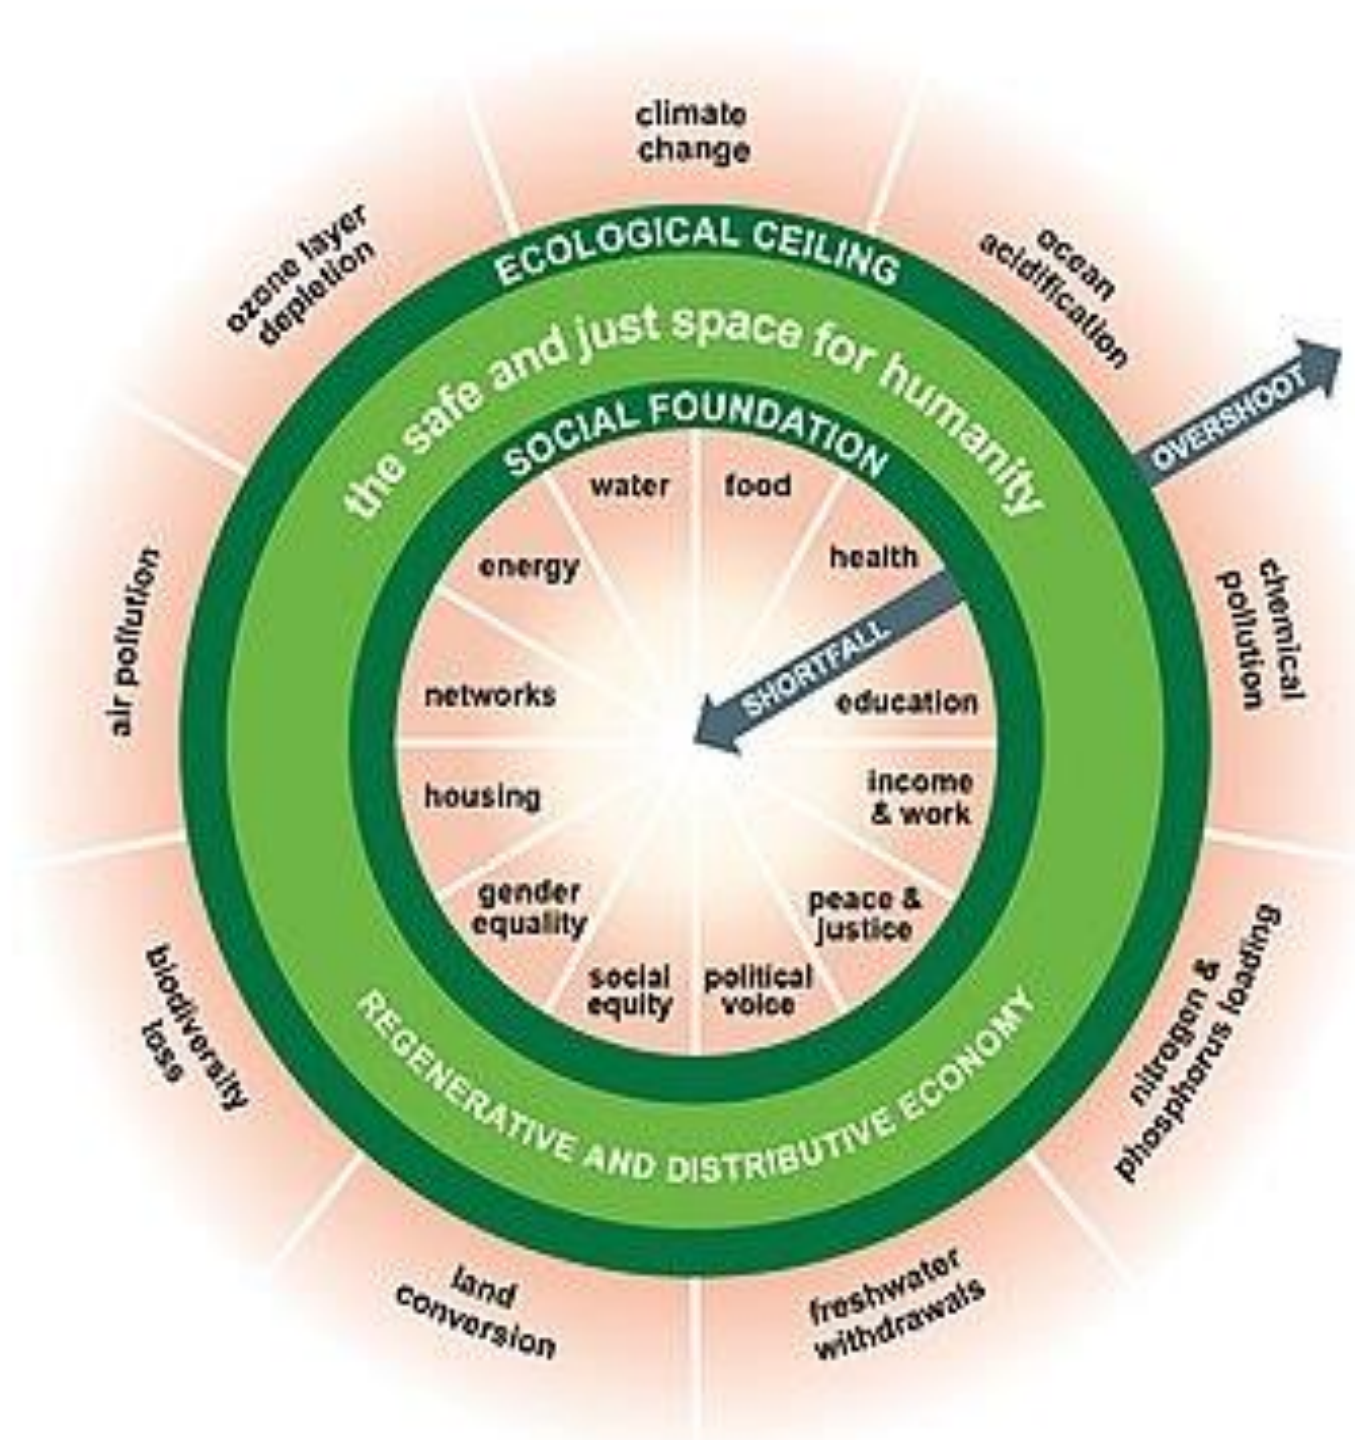 climate
change
ocean
acidification
chemical
pollution
nitrogen &
phosphorus loading
freshwater
withdrawals
land
conversion
biodiversity
loss
air pollution
ozone layer
depletion
OVERSHOOT
ECOLOGICAL CEILING
the safe and just space for humanity
SOCIAL FOUNDATION
water
food
health
education
income
& work
peace &
justice
political
voice
social
equity
gender
equality
housing
networks
energy
SHORTFALL
REGENERATIVE AND DISTRIBUTIVE ECONOMY